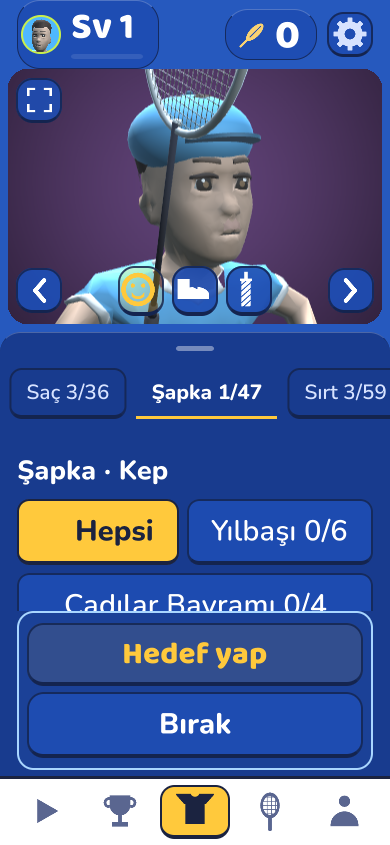 Sv 1
0
Saç 3/36
Şapka 1/47
Sırt 3/59
Şapka · Kep
Hepsi
Yılbaşı 0/6
Cadılar Bayramı 0/4
Hedef yap
Bırak